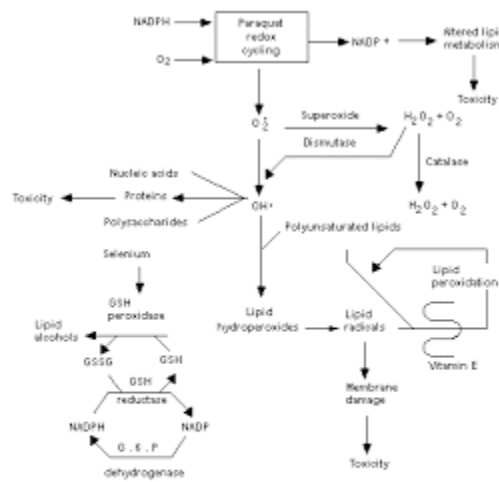 NADPH
Paraquat
redox
cycling
O2
NADP +
Altered lipid
metabolism
Toxicity
O2
Superoxide
Dismutase
H2O2 + O2
Catalase
H2O2 + O2
Nucleic acids
Toxicity
Proteins
OH•
Polysaccharides
Polyunsaturated lipids
Selenium
GSH
peroxidase
Lipid
alcohols
GSSG
GSH
GSH
reductase
NADPH
NADP
G . 6 . P
dehydrogenase
Lipid
hydroperoxides
Lipid
radicals
Lipid
peroxidation
Vitamin E
Membrane
damage
Toxicity